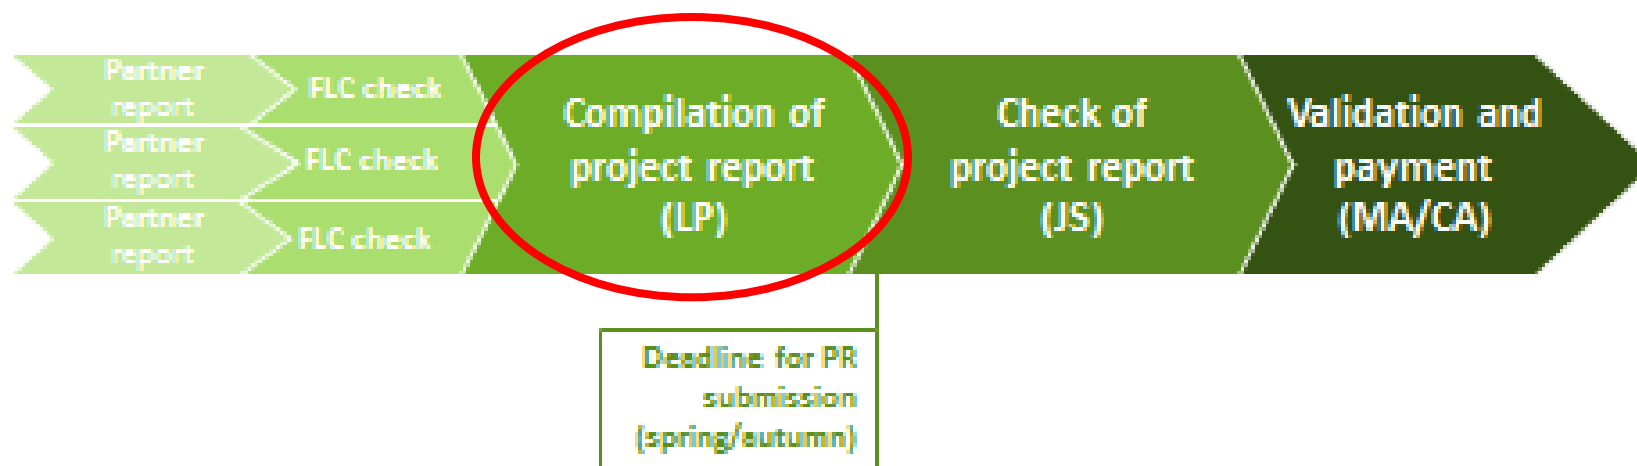 Partner
report
FLC check
Partner
report
FLC check
Partner
report
FLC check
Compilation of
project report
(LP)
Check of
project report
(JS)
Validation and
payment
(MA/CA)
Deadline for PR
submission
(spring/autumn)